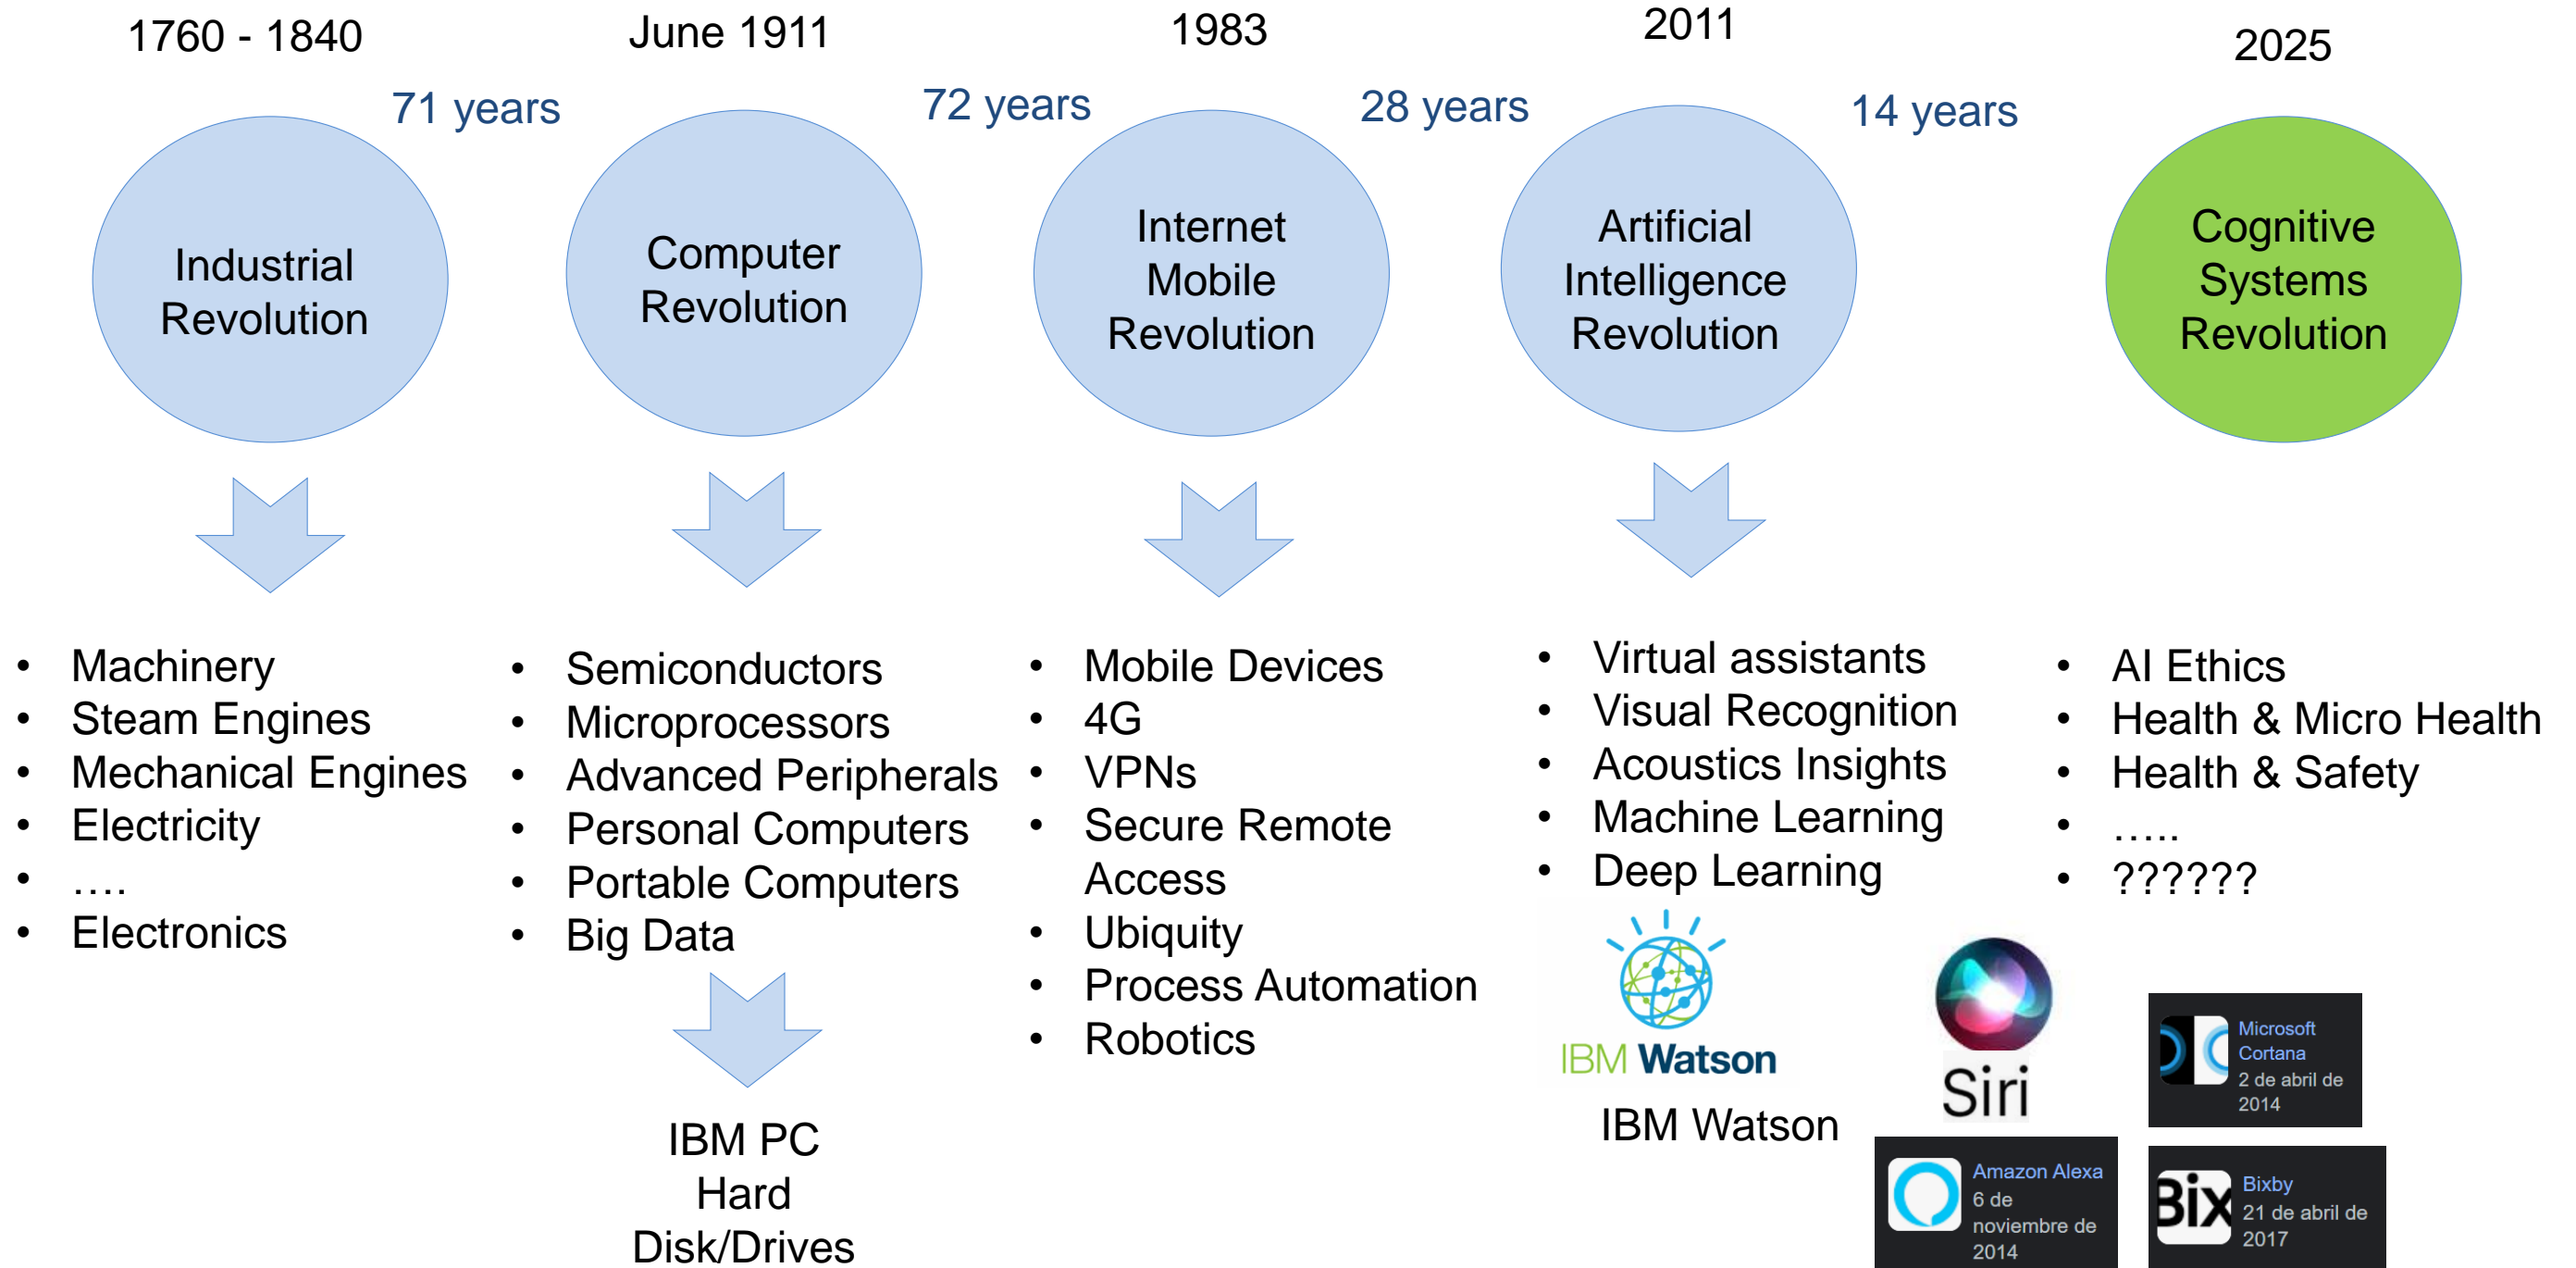 1760 - 1840
June 1911
1983
2011
2025
71 years
72 years
28 years
14 years
Industrial
Revolution
Computer
Revolution
Internet
Mobile
Revolution
Artificial
Intelligence
Revolution
Cognitive
Systems
Revolution
• Machinery
• Steam Engines
• Mechanical Engines
• Electricity
• ....
• Electronics
• Semiconductors
• Microprocessors
• Advanced Peripherals
• Personal Computers
• Portable Computers
• Big Data
IBM PC
Hard
Disk/Drives
• Mobile Devices
• 4G
• VPNs
• Secure Remote
Access
• Ubiquity
• Process Automation
• Robotics
• Virtual assistants
• Visual Recognition
• Acoustics Insights
• Machine Learning
• Deep Learning
IBM Watson
IBM Watson
Siri
Amazon Alexa
6 de
noviembre de
2014
• AI Ethics
• Health & Micro Health
• Health & Safety
• .....
• ??????
Microsoft
Cortana
2 de abril de
2014
Bix
Bixby
21 de abril de
2017